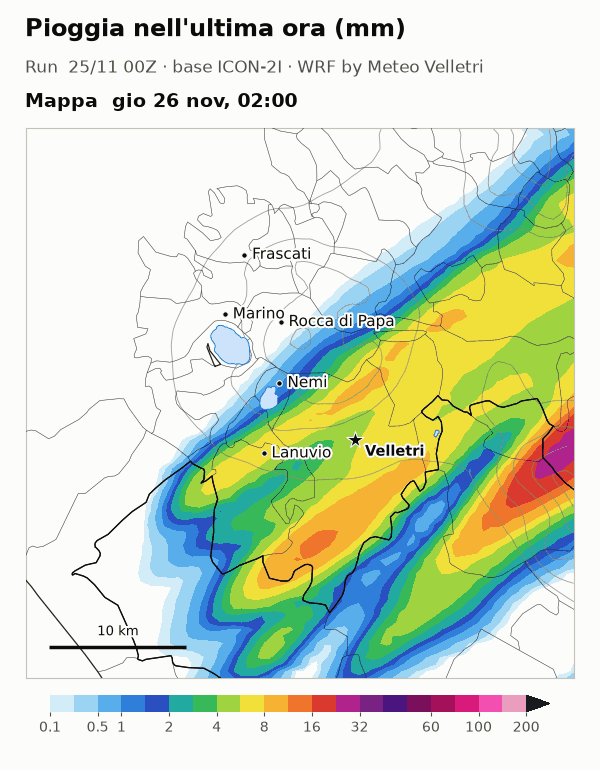 Pioggia nell'ultima ora (mm)
Run  25/11 00Z · base ICON-2I · WRF by Meteo Velletri
Mappa  gio 26 nov, 02:00
Frascati
Marino
Rocca di Papa
Nemi
Velletri
Lanuvio
10 km
0.1 0.5 1 2 4 8 16 32 60 100 200